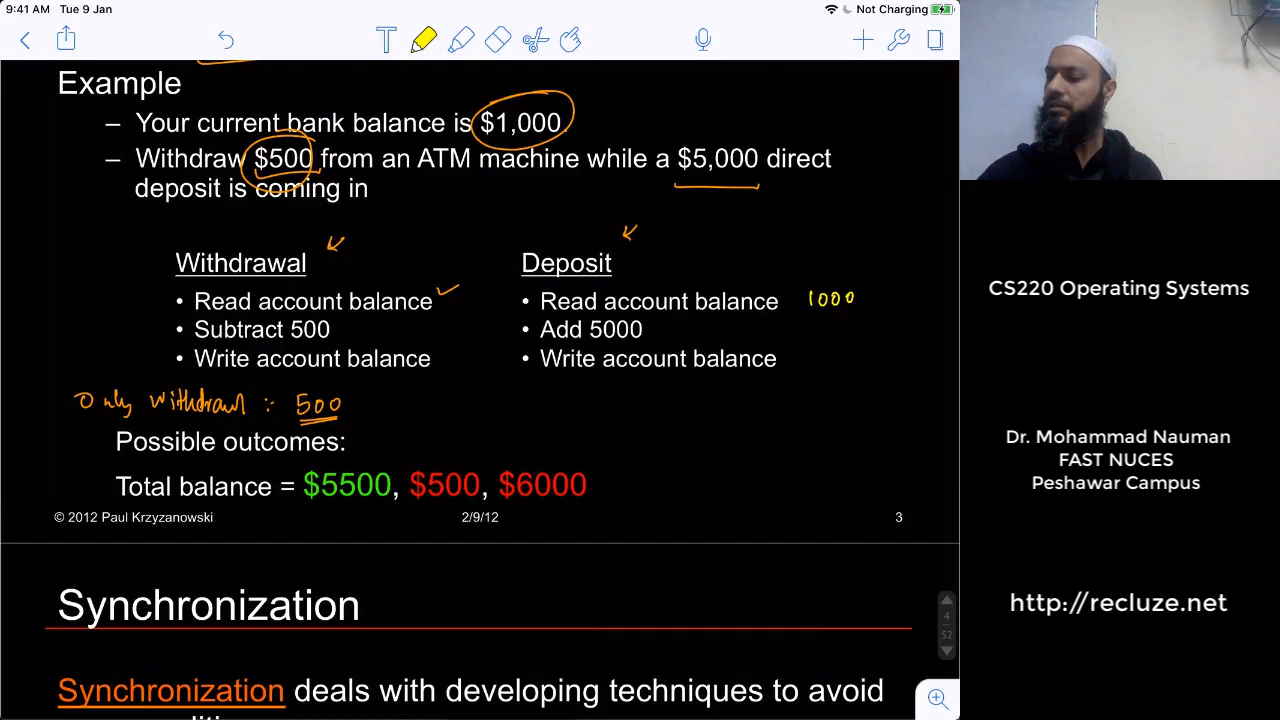 9:41 AM Tue 9 Jan
Not Charging
T
Example
– Your current bank balance is $1,000
– Withdraw $500 from an ATM machine while a $5,000 direct
deposit is coming in
Withdrawal
• Read account balance
• Subtract 500
• Write account balance
Deposit
• Read account balance 1000
• Add 5000
• Write account balance
Only withdrawl : 500
Possible outcomes:
Total balance = $5500, $500, $6000
© 2012 Paul Krzyzanowski
2/9/12
3
Synchronization
Synchronization deals with developing techniques to avoid
4
52
CS220 Operating Systems
Dr. Mohammad Nauman
FAST NUCES
Peshawar Campus
http://recluze.net